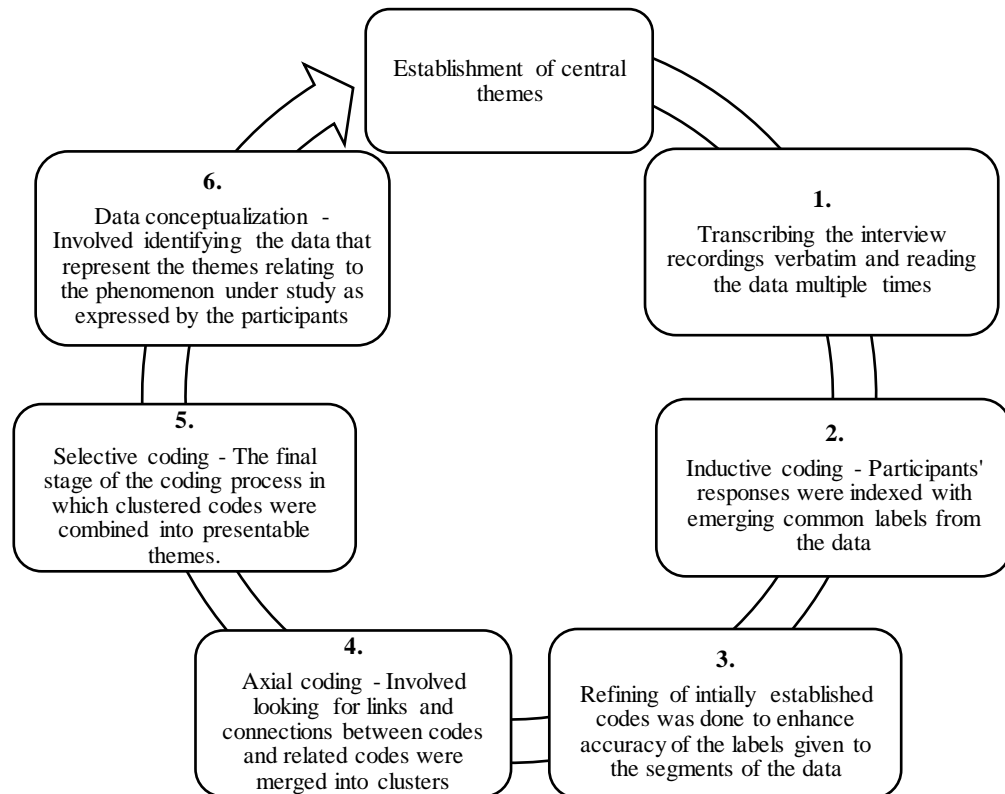 Establishment of central
themes
1.
Transcribing the interview
recordings verbatim and reading
the data multiple times
2.
Inductive coding - Participants'
responses were indexed with
emerging common labels from
the data
3.
Refining of intially established
codes was done to enhance
accuracy of the labels given to
the segments of the data
4.
Axial coding - Involved
looking for links and
connections between codes
and related codes were
merged into clusters
5.
Selective coding - The final
stage of the coding process in
which clustered codes were
combined into presentable
themes.
6.
Data conceptualization -
Involved identifying the data that
represent the themes relating to
the phenomenon under study as
expressed by the participants